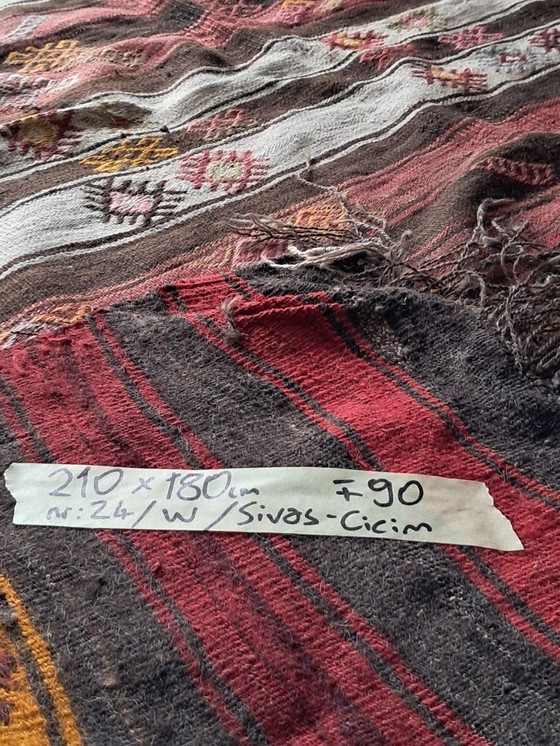 210 x 180cm ∓ 90
nr: 24/W/Sivas-Cicim